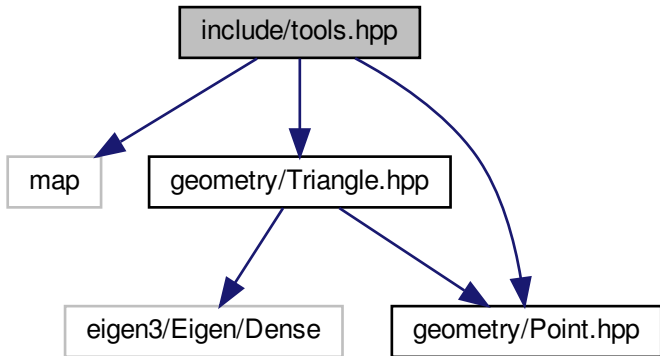 include/tools.hpp
map
geometry/Triangle.hpp
eigen3/Eigen/Dense
geometry/Point.hpp